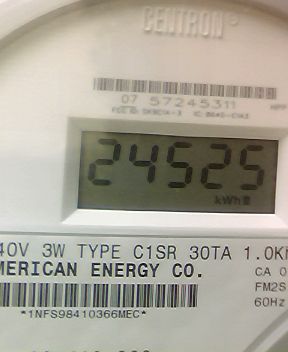 CENTRON®
07 57245311
24525
kWh
40V 3W TYPE C1SR 30TA 1.0K
MERICAN ENERGY CO.
CA 0
FM2S
60Hz
*1NFS98410366MEC*